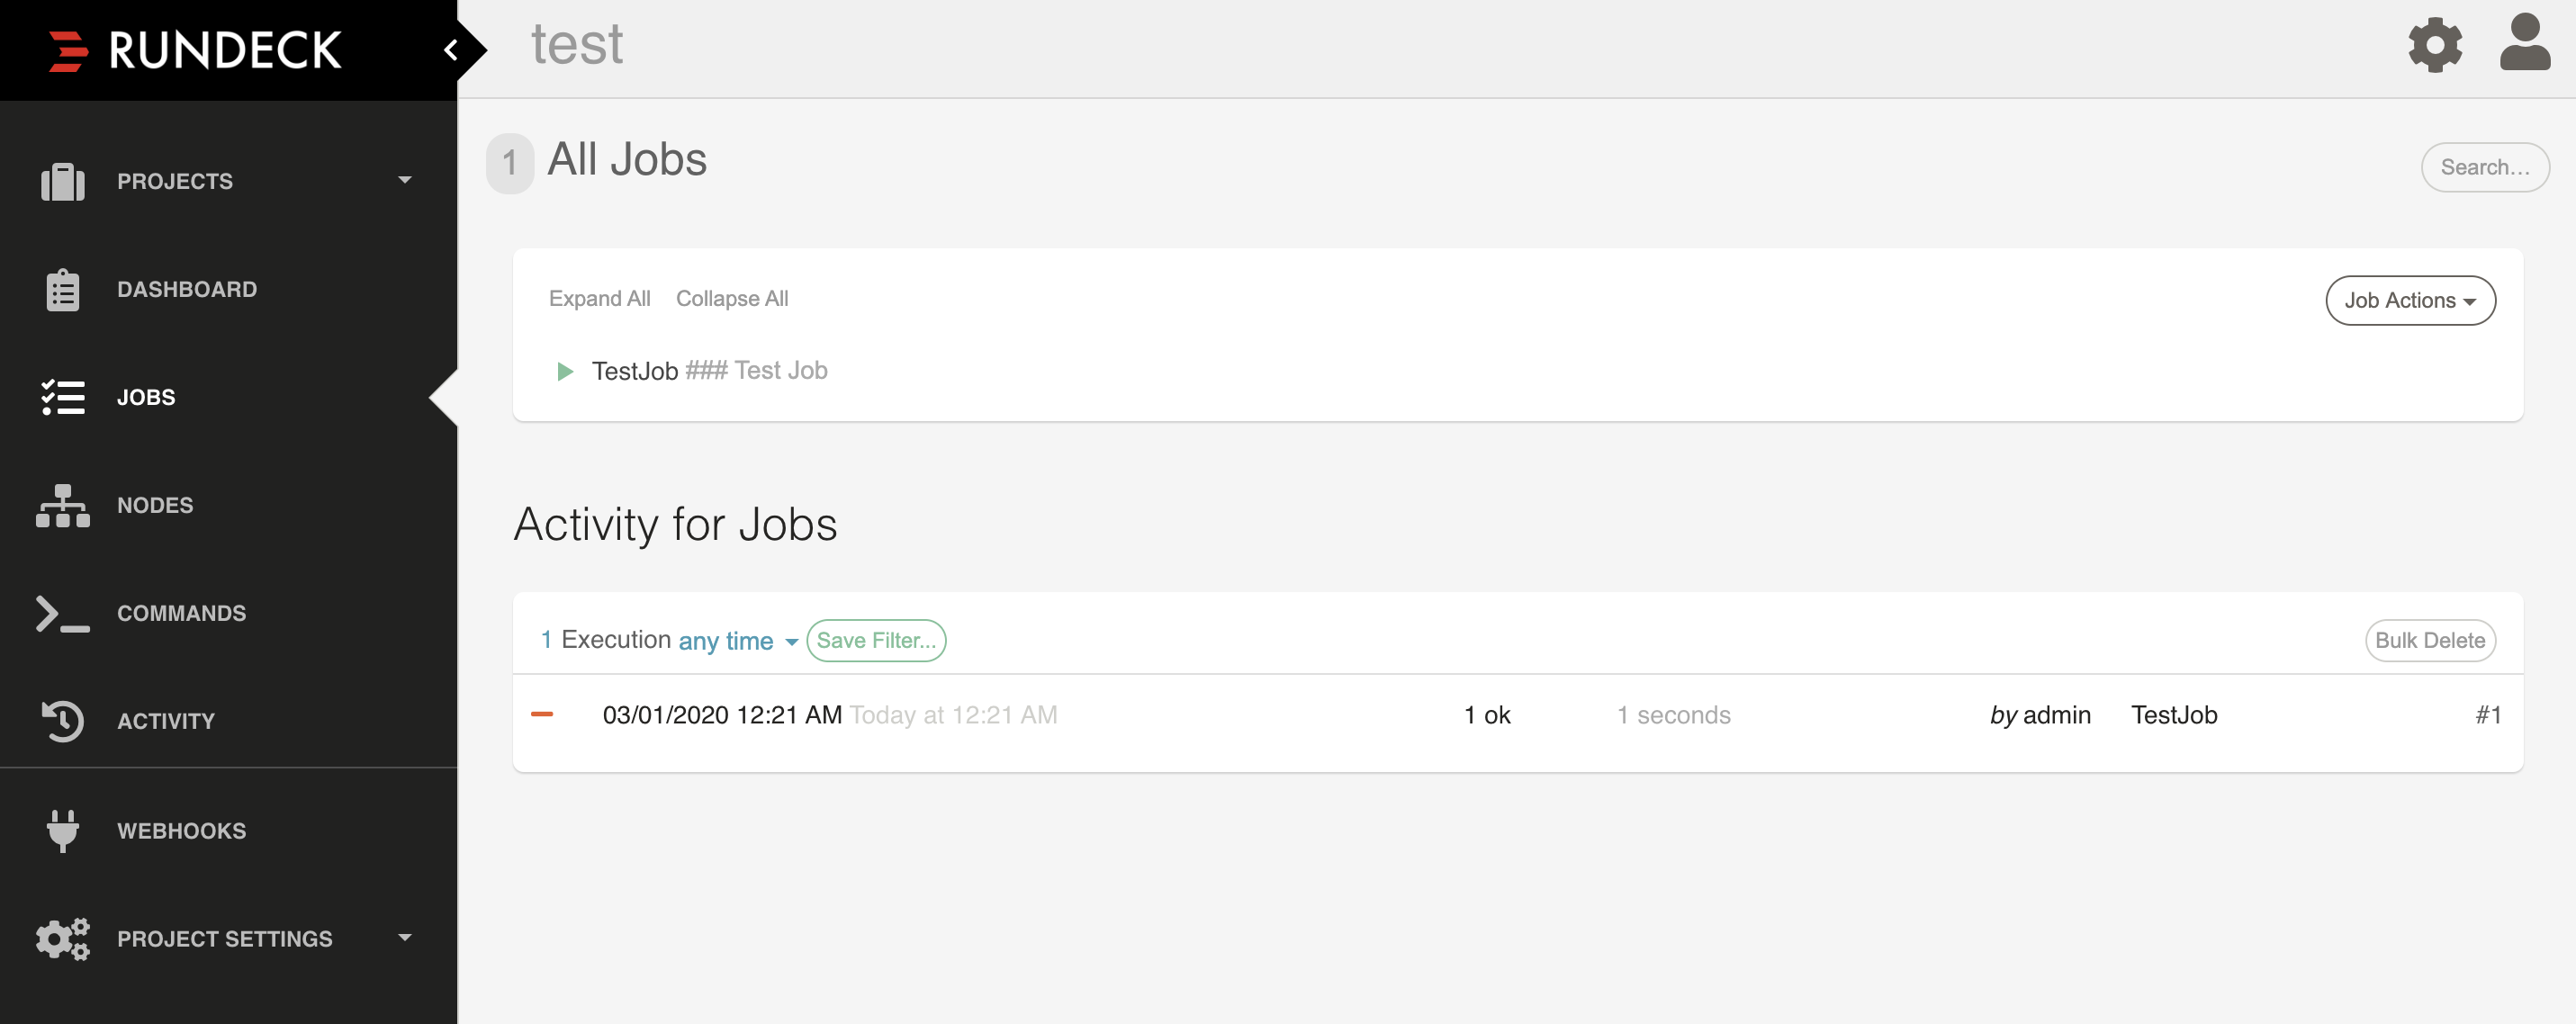 RUNDECK
test
PROJECTS
DASHBOARD
JOBS
NODES
COMMANDS
ACTIVITY
WEBHOOKS
PROJECT SETTINGS
1 All Jobs
Search...
Expand All Collapse All
Job Actions
TestJob ### Test Job
Activity for Jobs
1 Execution any time Save Filter... Bulk Delete
03/01/2020 12:21 AM Today at 12:21 AM 1 ok 1 seconds by admin TestJob #1